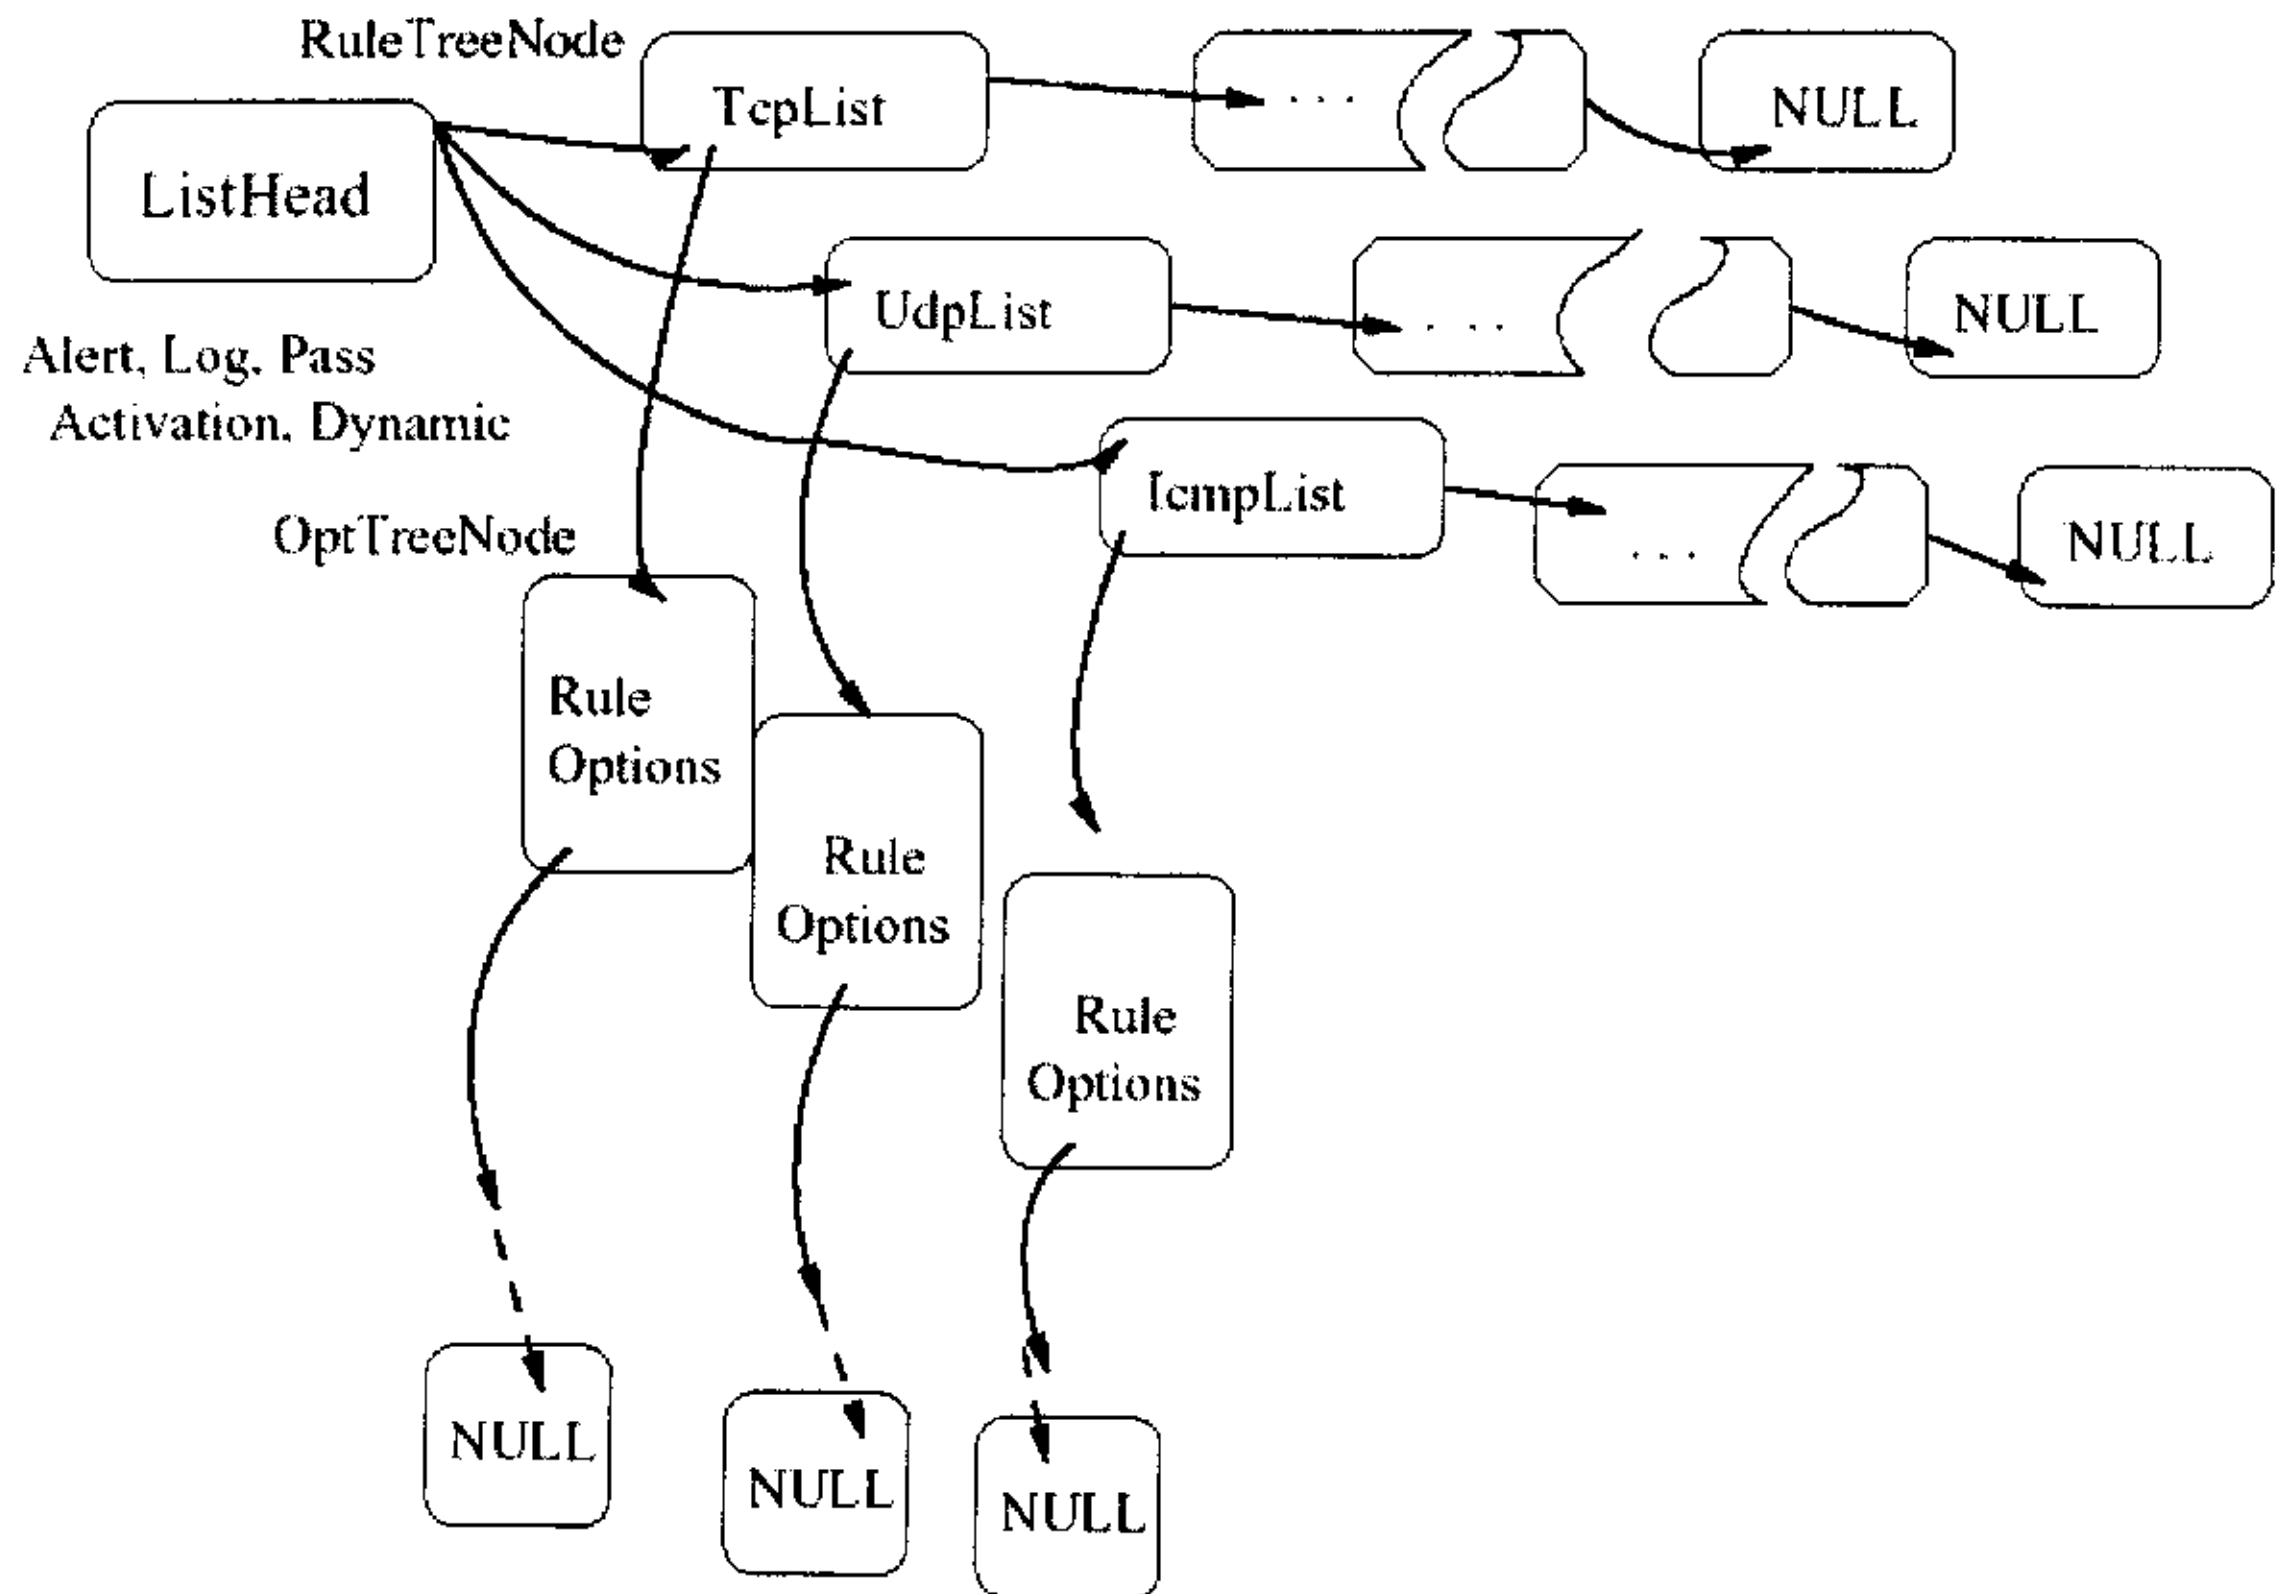 RuleTreeNode
TcpList
. . .
NULL
ListHead
UdpList
. . .
NULL
Alert, Log, Pass
Activation, Dynamic
IcmpList
. . .
NULL
OptTreeNode
Rule
Options
Rule
Options
Rule
Options
NULL
NULL
NULL